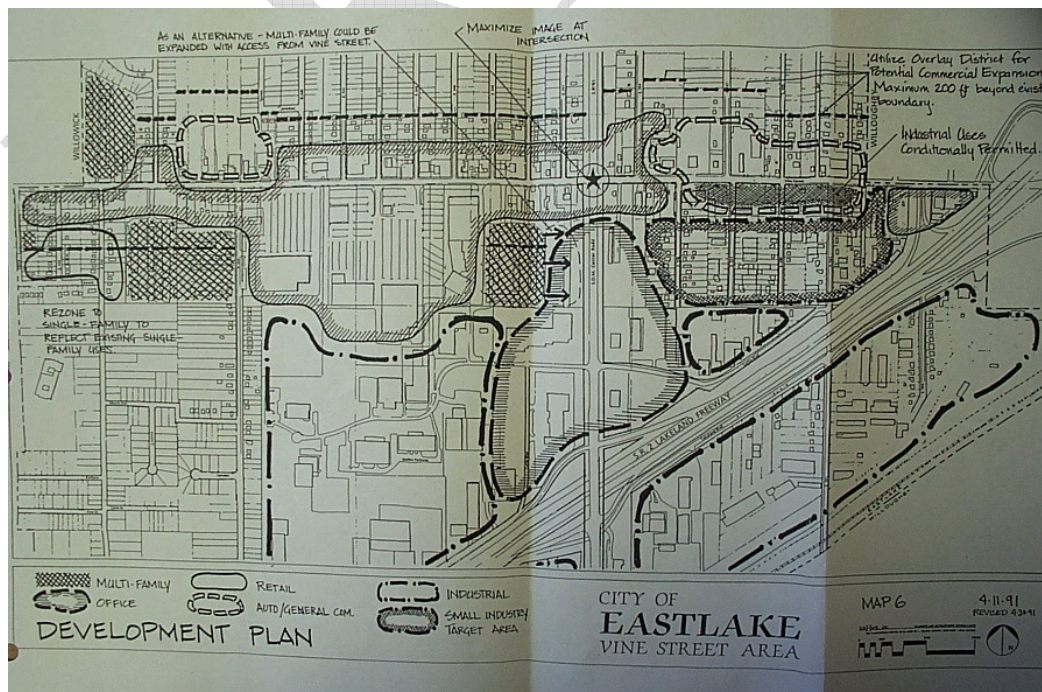 AS AN ALTERNATIVE - MULTI-FAMILY COULD BE
EXPANDED WITH ACCESS FROM VINE STREET.
MAXIMIZE IMAGE AT
INTERSECTION
Utilize Overlay District for
Potential Commercial Expansion
Maximum 200 ft beyond exist
boundary.
WILLOWICK
WILLOUGHBY
Industrial Uses
Conditionally Permitted.
REZONE TO
SINGLE-FAMILY TO
REFLECT EXISTING SINGLE-
FAMILY USES.
S.R. 2 LAKELAND FREEWAY
EASTLAKE
WILLOUGHBY
MULTI-FAMILY
OFFICE
RETAIL
AUTO/GENERAL COM.
INDUSTRIAL
SMALL INDUSTRY
TARGET AREA
DEVELOPMENT PLAN
CITY OF
EASTLAKE
VINE STREET AREA
MAP 6
4-11-91